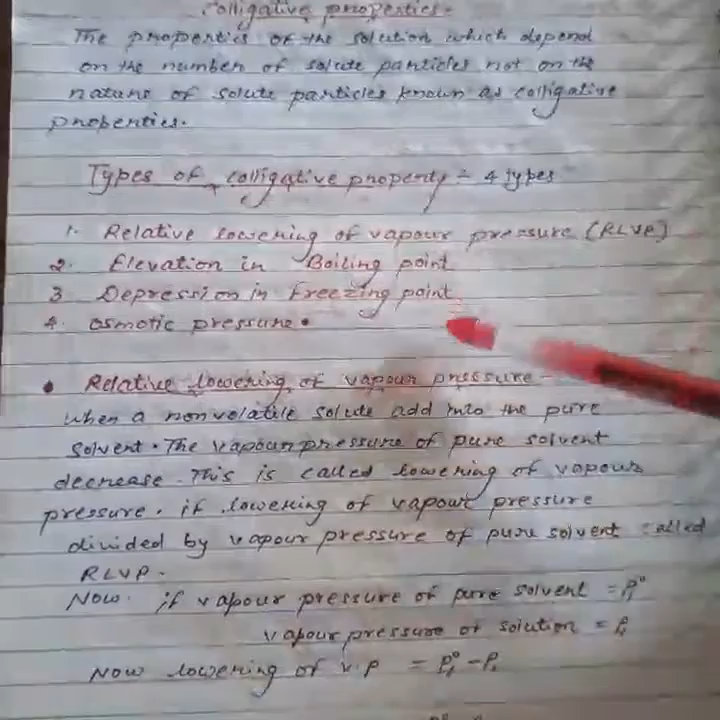 Colligative properties -
The properties of the solution which depend
on the number of solute particles not on the
nature of solute particles known as colligative
properties.
Types of colligative property - 4 types
1. Relative lowering of vapour pressure (RLVP)
2. Elevation in Boiling point
3 Depression in Freezing point
4. Osmotic pressure.
• Relative lowering of vapour pressure -
When a nonvolatile solute add into the pure
solvent. The vapour pressure of pure solvent
decrease. This is called lowering of vapour
pressure. if lowering of vapour pressure
divided by vapour pressure of pure solvent called
RLVP.
Now. if vapour pressure of pure solvent = P₁°
vapour pressure of solution = P₁
Now lowering of v.p = P₁° - P₁